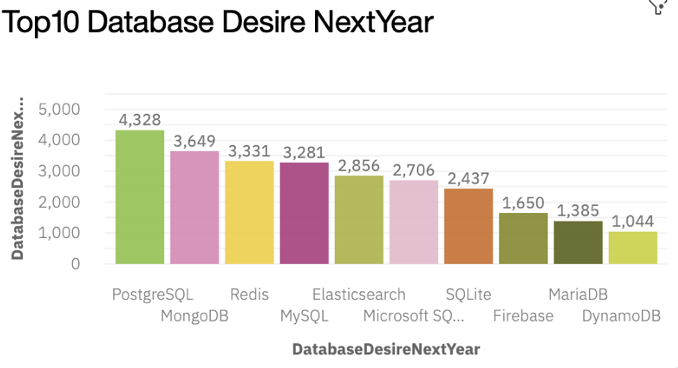 Top10 Database Desire NextYear
DatabaseDesireNex...
5,000
4,000
3,000
2,000
1,000
0
4,328
3,649
3,331
3,281
2,856
2,706
2,437
1,650
1,385
1,044
PostgreSQL
MongoDB
Redis
MySQL
Elasticsearch
Microsoft SQ...
SQLite
Firebase
MariaDB
DynamoDB
DatabaseDesireNextYear